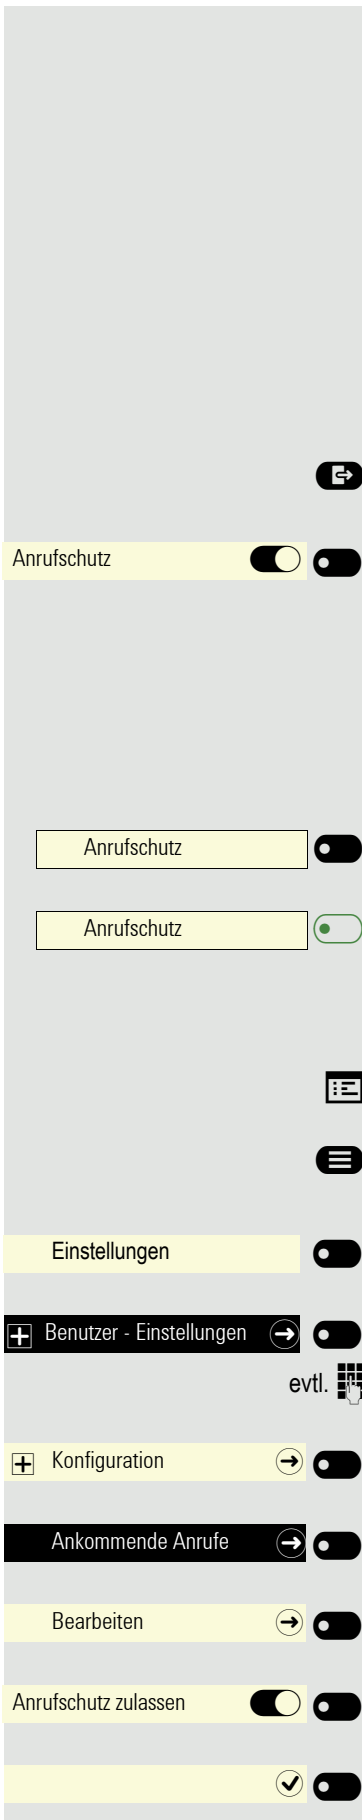 Anrufschutz
Anrufschutz
Anrufschutz
Einstellungen
Benutzer - Einstellungen
evtl.
Konfiguration
Ankommende Anrufe
Bearbeiten
Anrufschutz zulassen